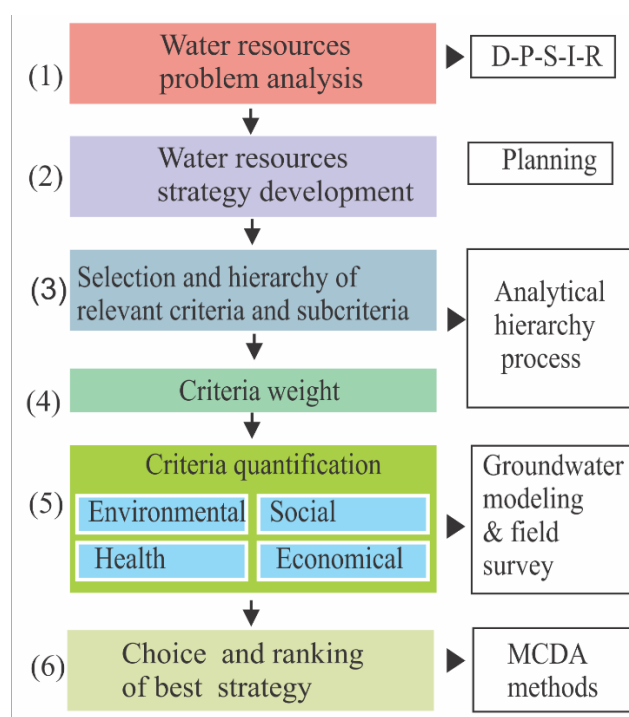 (1)
Water resources
problem analysis
D-P-S-I-R
(2)
Water resources
strategy development
Planning
(3)
Selection and hierarchy of
relevant criteria and subcriteria
Analytical
hierarchy
process
(4)
Criteria weight
(5)
Criteria quantification
Environmental
Social
Health
Economical
Groundwater
modeling
& field
survey
(6)
Choice and ranking
of best strategy
MCDA
methods